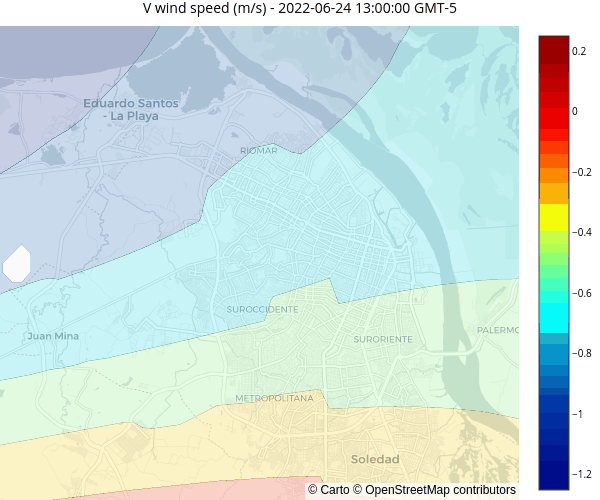 V wind speed (m/s) - 2022-06-24 13:00:00 GMT-5
0.2
Eduardo Santos
- La Playa
0
RIOMAR
−0.2
−0.4
−0.6
SUROCCIDENTE
Juan Mina
SURORIENTE
PALERMO
−0.8
METROPOLITANA
−1
Soledad
−1.2
© Carto © OpenStreetMap contributors